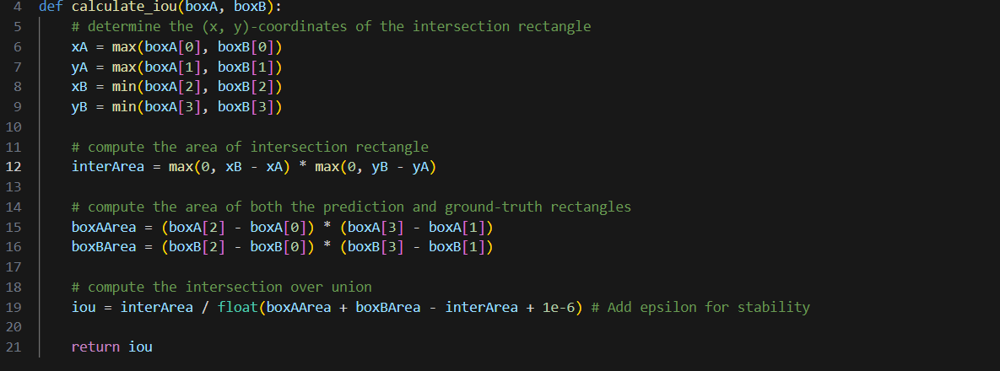 4 def calculate_iou(boxA, boxB):
5 # determine the (x, y)-coordinates of the intersection rectangle
6 xA = max(boxA[0], boxB[0])
7 yA = max(boxA[1], boxB[1])
8 xB = min(boxA[2], boxB[2])
9 yB = min(boxA[3], boxB[3])
10
11 # compute the area of intersection rectangle
12 interArea = max(0, xB - xA) * max(0, yB - yA)
13
14 # compute the area of both the prediction and ground-truth rectangles
15 boxAArea = (boxA[2] - boxA[0]) * (boxA[3] - boxA[1])
16 boxBArea = (boxB[2] - boxB[0]) * (boxB[3] - boxB[1])
17
18 # compute the intersection over union
19 iou = interArea / float(boxAArea + boxBArea - interArea + 1e-6) # Add epsilon for stability
20
21 return iou